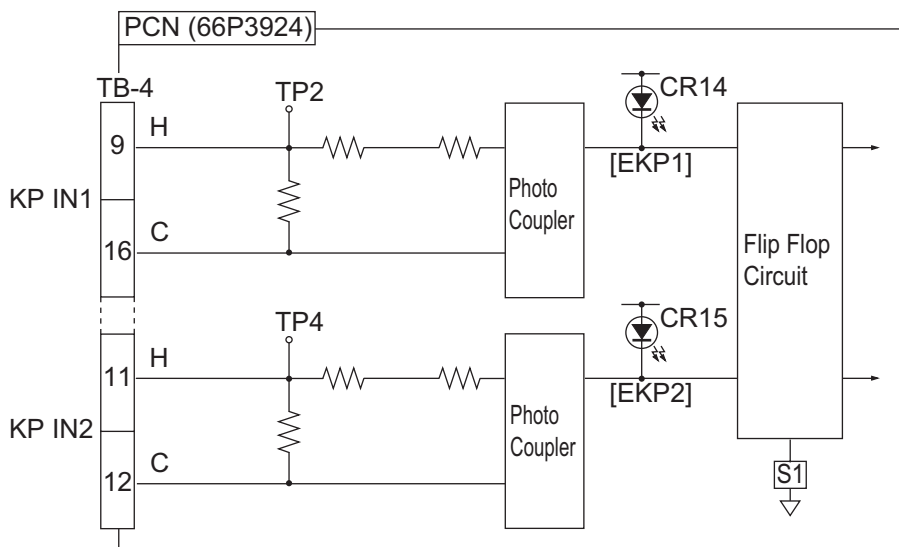 PCN (66P3924)
TB-4
TP2
CR14
9
H
[EKP1]
KP IN1
Photo
Coupler
Flip Flop
Circuit
16
C
TP4
CR15
11
H
[EKP2]
KP IN2
Photo
Coupler
12
C
S1